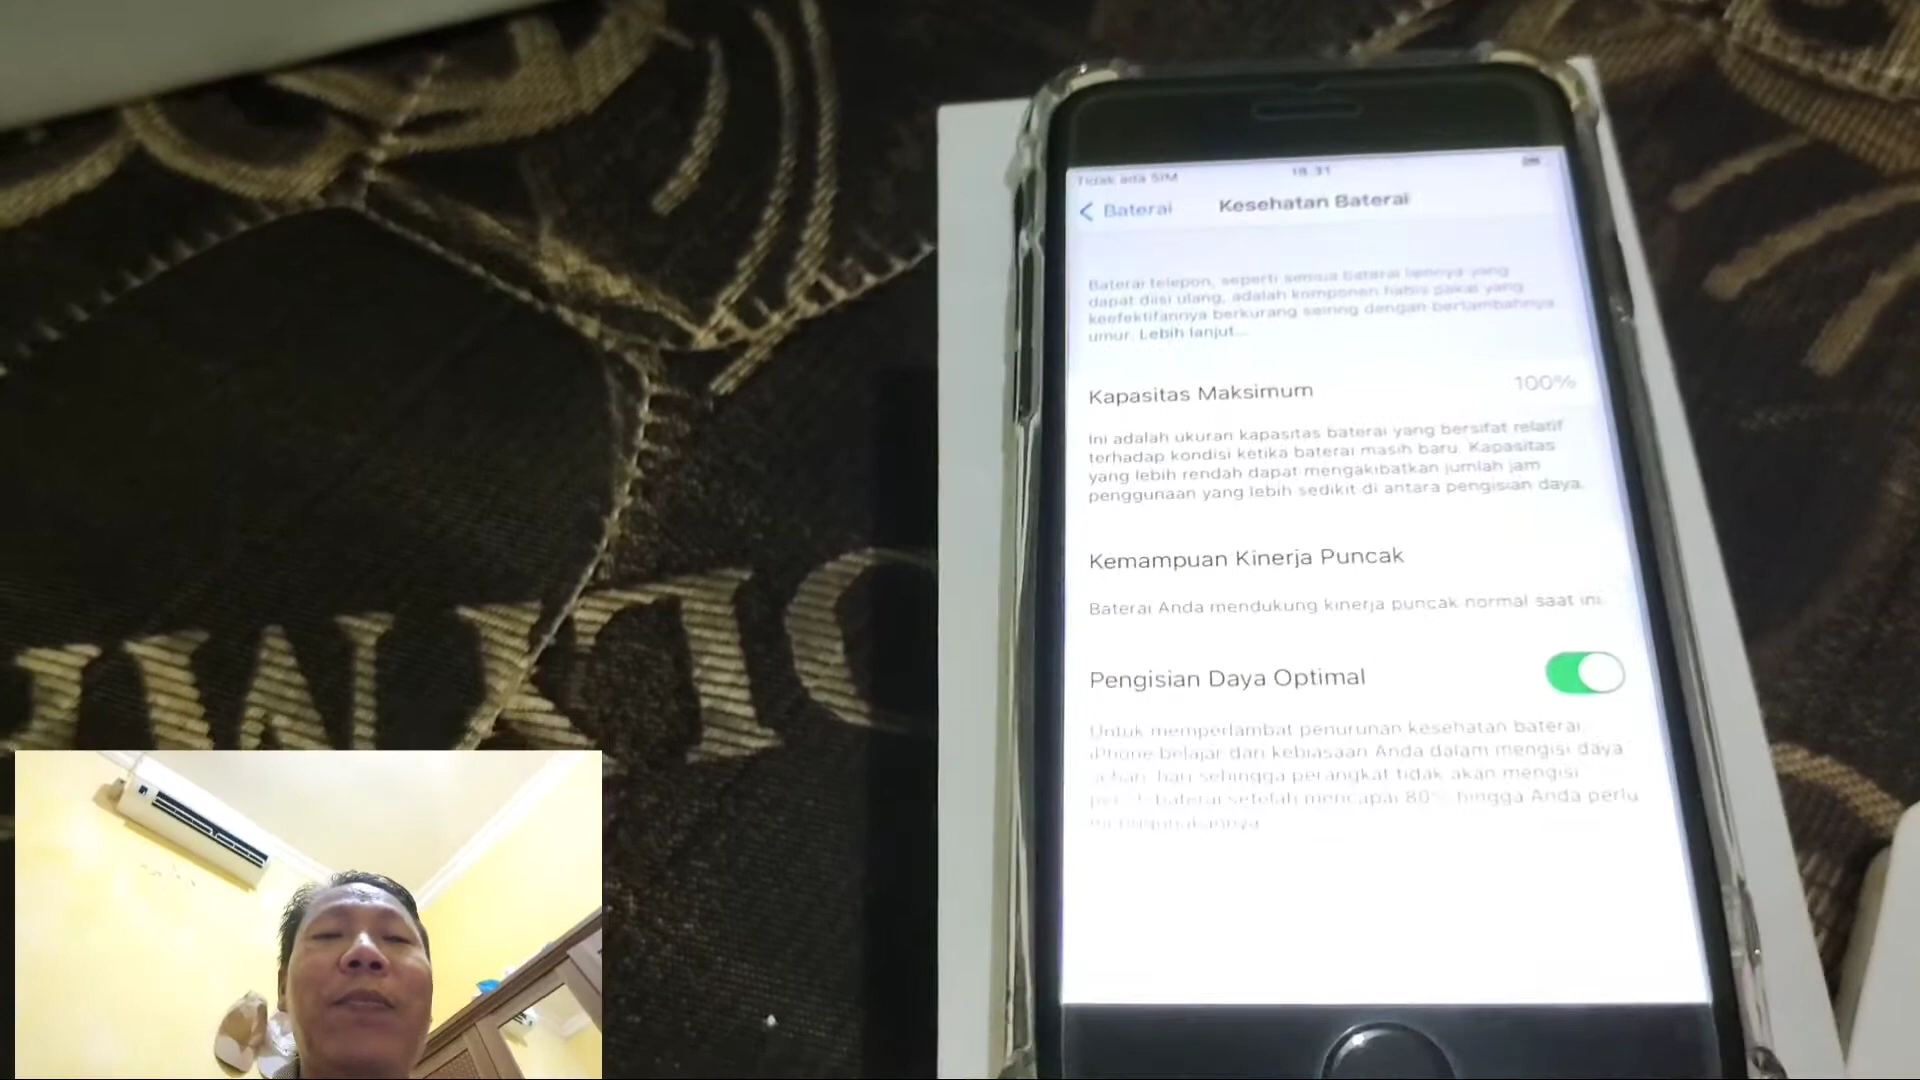 Tidak ada SIM 18.31
Baterai Kesehatan Baterai
Baterai telepon, seperti semua baterai lainnya yang
dapat diisi ulang, adalah komponen habis pakai yang
keefektifannya berkurang seiring dengan bertambahnya
umur. Lebih lanjut...
Kapasitas Maksimum 100%
Ini adalah ukuran kapasitas baterai yang bersifat relatif
terhadap kondisi ketika baterai masih baru. Kapasitas
yang lebih rendah dapat mengakibatkan jumlah jam
penggunaan yang lebih sedikit di antara pengisian daya.
Kemampuan Kinerja Puncak
Baterai Anda mendukung kinerja puncak normal saat ini.
Pengisian Daya Optimal
Untuk memperlambat penurunan kesehatan baterai,
iPhone belajar dari kebiasaan Anda dalam mengisi daya
hari sehingga perangkat tidak akan mengisi
baterai setelah mencapai 80% hingga Anda perlu